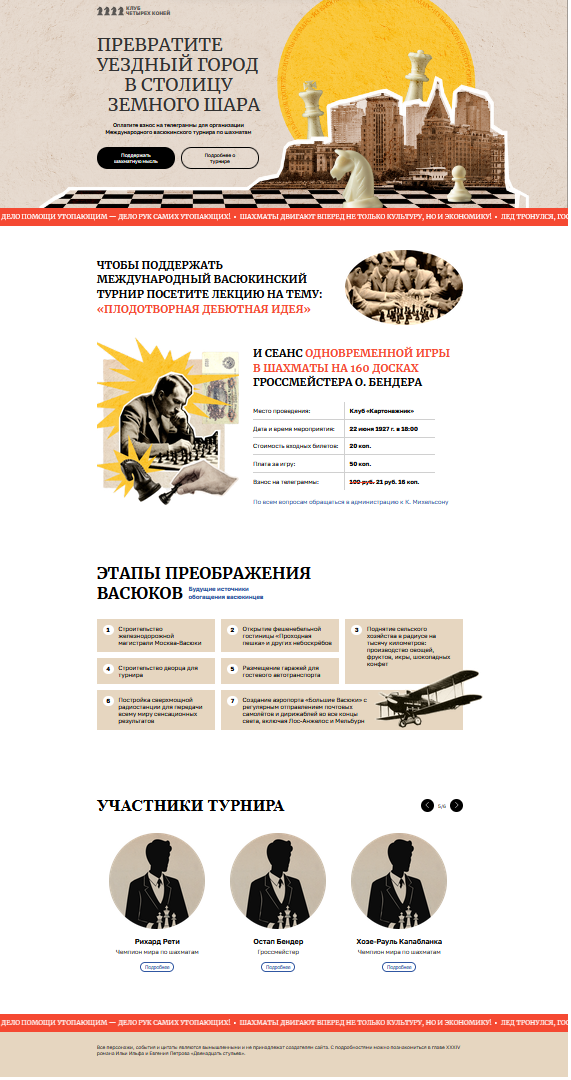 КЛУБ
ЧЕТЫРЕХ КОНЕЙ
ПРЕВРАТИТЕ
УЕЗДНЫЙ ГОРОД
В СТОЛИЦУ
ЗЕМНОГО ШАРА
Оплатите взнос на телеграммы для организации
Международного васюкинского турнира по шахматам
Поддержать
шахматную мысль
Подробнее о
турнире
ДЕЛО ПОМОЩИ УТОПАЮЩИМ — ДЕЛО РУК САМИХ УТОПАЮЩИХ! • ШАХМАТЫ ДВИГАЮТ ВПЕРЕД НЕ ТОЛЬКО КУЛЬТУРУ, НО И ЭКОНОМИКУ! • ЛЕД ТРОНУЛСЯ, ГОС
ЧТОБЫ ПОДДЕРЖАТЬ
МЕЖДУНАРОДНЫЙ ВАСЮКИНСКИЙ
ТУРНИР ПОСЕТИТЕ ЛЕКЦИЮ НА ТЕМУ:
«ПЛОДОТВОРНАЯ ДЕБЮТНАЯ ИДЕЯ»
И СЕАНС ОДНОВРЕМЕННОЙ ИГРЫ
В ШАХМАТЫ НА 160 ДОСКАХ
ГРОССМЕЙСТЕРА О. БЕНДЕРА
Место проведения: Клуб «Картонажник»
Дата и время мероприятия: 22 июня 1927 г. в 18:00
Стоимость входных билетов: 20 коп.
Плата за игру: 50 коп.
Взнос на телеграммы: 100 руб. 21 руб. 16 коп.
По всем вопросам обращаться в администрацию к К. Михельсону
ЭТАПЫ ПРЕОБРАЖЕНИЯ
ВАСЮКОВ
Будущие источники
обогащения васюкинцев
1 Строительство
железнодорожной
магистрали Москва-Васюки
2 Открытие фешенебельной
гостиницы «Проходная
пешка» и других небоскрёбов
3 Поднятие сельского
хозяйства в радиусе на
тысячу километров:
производство овощей,
фруктов, икры, шоколадных
конфет
4 Строительство дворца для
турнира
5 Размещение гаражей для
гостевого автотранспорта
6 Постройка сверхмощной
радиостанции для передачи
всему миру сенсационных
результатов
7 Создание аэропорта «Большие Васюки» с
регулярным отправлением почтовых
самолётов и дирижаблей во все концы
света, включая Лос-Анжелос и Мельбурн
УЧАСТНИКИ ТУРНИРА
5/6
Рихард Рети
Чемпион мира по шахматам
Подробнее
Остап Бендер
Гроссмейстер
Подробнее
Хозе-Рауль Капабланка
Чемпион мира по шахматам
Подробнее
ДЕЛО ПОМОЩИ УТОПАЮЩИМ — ДЕЛО РУК САМИХ УТОПАЮЩИХ! • ШАХМАТЫ ДВИГАЮТ ВПЕРЕД НЕ ТОЛЬКО КУЛЬТУРУ, НО И ЭКОНОМИКУ! • ЛЕД ТРОНУЛСЯ, ГОС
Все персонажи, события и цитаты являются вымышленными и не принадлежат создателям сайта. С подробностями можно познакомиться в главе XXXIV
романа Ильи Ильфа и Евгения Петрова «Двенадцать стульев».